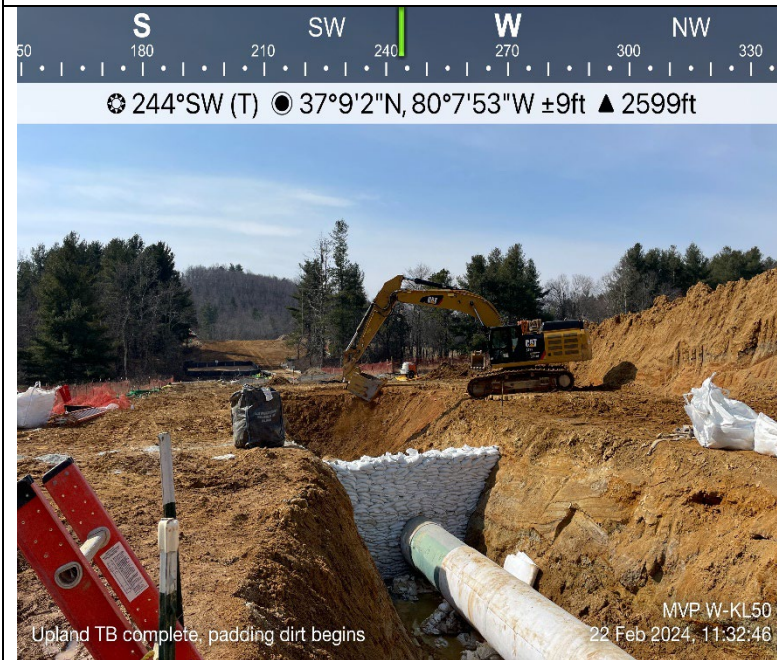 S SW W NW
50 180 210 240 270 300 330
244°SW (T) 37°9'2"N, 80°7'53"W ±9ft ▲ 2599ft
CAT
CAT
Upland TB complete, padding dirt begins
MVP W-KL50
22 Feb 2024, 11:32:46